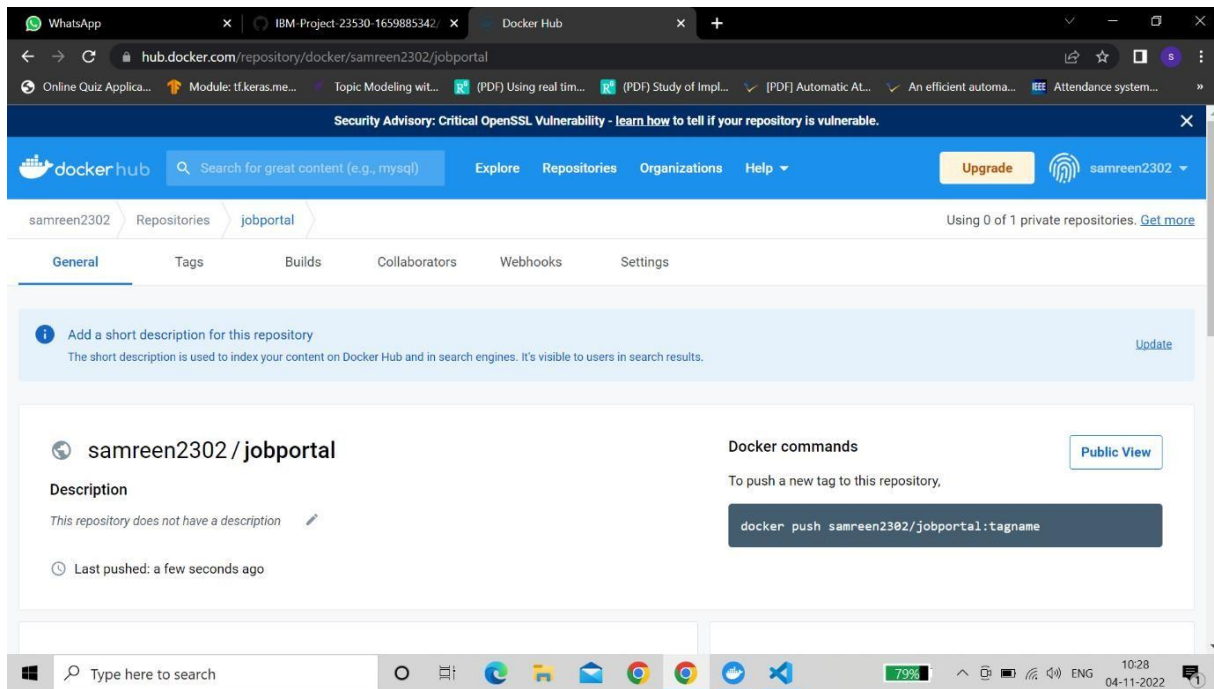 WhatsApp
IBM-Project-23530-1659885342/
Docker Hub
hub.docker.com/repository/docker/samreen2302/jobportal
s
Online Quiz Applica...
Module: tf.keras.me...
Topic Modeling wit...
(PDF) Using real tim...
(PDF) Study of Impl...
[PDF] Automatic At...
An efficient automa...
IEEE Attendance system...
»
Security Advisory: Critical OpenSSL Vulnerability - learn how to tell if your repository is vulnerable.
dockerhub
Search for great content (e.g., mysql)
Explore
Repositories
Organizations
Help
Upgrade
samreen2302
samreen2302
Repositories
jobportal
Using 0 of 1 private repositories. Get more
General
Tags
Builds
Collaborators
Webhooks
Settings
Add a short description for this repository
The short description is used to index your content on Docker Hub and in search engines. It's visible to users in search results.
Update
samreen2302 / jobportal
Description
This repository does not have a description
Last pushed: a few seconds ago
Docker commands
To push a new tag to this repository,
Public View
docker push samreen2302/jobportal:tagname
Type here to search
79%
ENG
10:28
04-11-2022
1